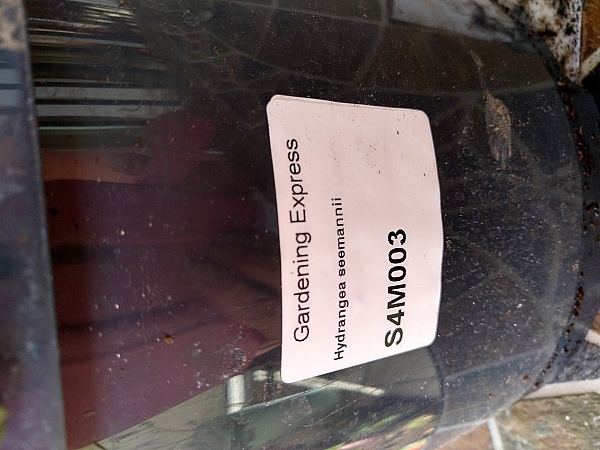 Gardening Express
Hydrangea seemannii
S4M003